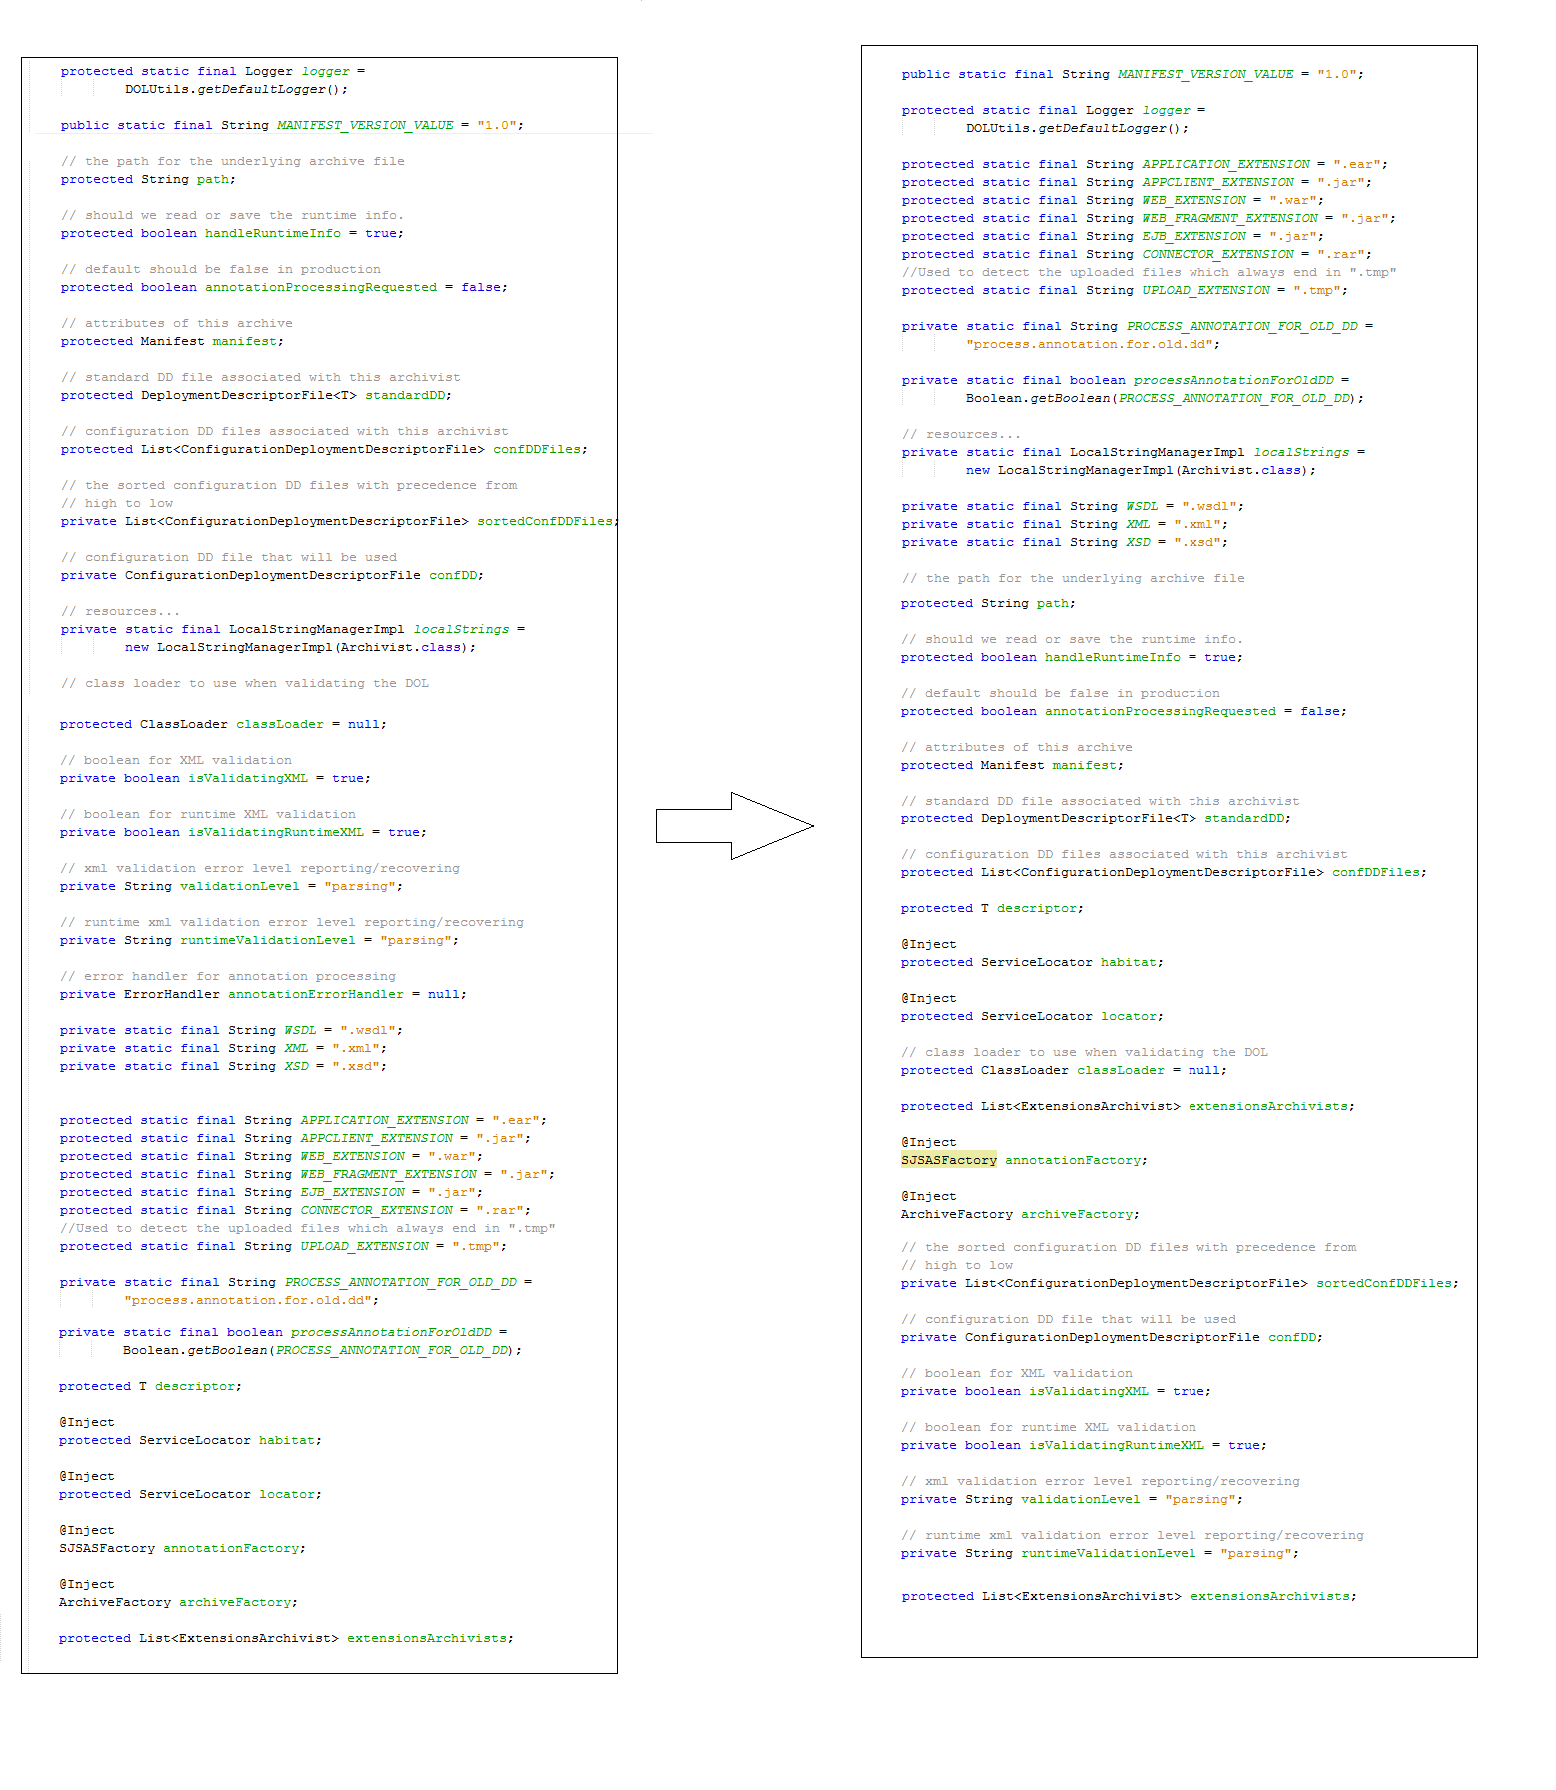 protected static final Logger logger =
DOLUtils.getDefaultLogger();
public static final String MANIFEST_VERSION_VALUE = "1.0";
// the path for the underlying archive file
protected String path;
// should we read or save the runtime info.
protected boolean handleRuntimeInfo = true;
// default should be false in production
protected boolean annotationProcessingRequested = false;
// attributes of this archive
protected Manifest manifest;
// standard DD file associated with this archivist
protected DeploymentDescriptorFile<T> standardDD;
// configuration DD files associated with this archivist
protected List<ConfigurationDeploymentDescriptorFile> confDDFiles;
// the sorted configuration DD files with precedence from
// high to low
private List<ConfigurationDeploymentDescriptorFile> sortedConfDDFiles;
// configuration DD file that will be used
private ConfigurationDeploymentDescriptorFile confDD;
// resources...
private static final LocalStringManagerImpl localStrings =
new LocalStringManagerImpl(Archivist.class);
// class loader to use when validating the DOL
protected ClassLoader classLoader = null;
// boolean for XML validation
private boolean isValidatingXML = true;
// boolean for runtime XML validation
private boolean isValidatingRuntimeXML = true;
// xml validation error level reporting/recovering
private String validationLevel = "parsing";
// runtime xml validation error level reporting/recovering
private String runtimeValidationLevel = "parsing";
// error handler for annotation processing
private ErrorHandler annotationErrorHandler = null;
private static final String WSDL = ".wsdl";
private static final String XML = ".xml";
private static final String XSD = ".xsd";
protected static final String APPLICATION_EXTENSION = ".ear";
protected static final String APPCLIENT_EXTENSION = ".jar";
protected static final String WEB_EXTENSION = ".war";
protected static final String WEB_FRAGMENT_EXTENSION = ".jar";
protected static final String EJB_EXTENSION = ".jar";
protected static final String CONNECTOR_EXTENSION = ".rar";
//Used to detect the uploaded files which always end in ".tmp"
protected static final String UPLOAD_EXTENSION = ".tmp";
private static final String PROCESS_ANNOTATION_FOR_OLD_DD =
"process.annotation.for.old.dd";
private static final boolean processAnnotationForOldDD =
Boolean.getBoolean(PROCESS_ANNOTATION_FOR_OLD_DD);
protected T descriptor;
@Inject
protected ServiceLocator habitat;
@Inject
protected ServiceLocator locator;
@Inject
SJSASFactory annotationFactory;
@Inject
ArchiveFactory archiveFactory;
protected List<ExtensionsArchivist> extensionsArchivists;
public static final String MANIFEST_VERSION_VALUE = "1.0";
protected static final Logger logger =
DOLUtils.getDefaultLogger();
protected static final String APPLICATION_EXTENSION = ".ear";
protected static final String APPCLIENT_EXTENSION = ".jar";
protected static final String WEB_EXTENSION = ".war";
protected static final String WEB_FRAGMENT_EXTENSION = ".jar";
protected static final String EJB_EXTENSION = ".jar";
protected static final String CONNECTOR_EXTENSION = ".rar";
//Used to detect the uploaded files which always end in ".tmp"
protected static final String UPLOAD_EXTENSION = ".tmp";
private static final String PROCESS_ANNOTATION_FOR_OLD_DD =
"process.annotation.for.old.dd";
private static final boolean processAnnotationForOldDD =
Boolean.getBoolean(PROCESS_ANNOTATION_FOR_OLD_DD);
// resources...
private static final LocalStringManagerImpl localStrings =
new LocalStringManagerImpl(Archivist.class);
private static final String WSDL = ".wsdl";
private static final String XML = ".xml";
private static final String XSD = ".xsd";
// the path for the underlying archive file
protected String path;
// should we read or save the runtime info.
protected boolean handleRuntimeInfo = true;
// default should be false in production
protected boolean annotationProcessingRequested = false;
// attributes of this archive
protected Manifest manifest;
// standard DD file associated with this archivist
protected DeploymentDescriptorFile<T> standardDD;
// configuration DD files associated with this archivist
protected List<ConfigurationDeploymentDescriptorFile> confDDFiles;
protected T descriptor;
@Inject
protected ServiceLocator habitat;
@Inject
protected ServiceLocator locator;
// class loader to use when validating the DOL
protected ClassLoader classLoader = null;
protected List<ExtensionsArchivist> extensionsArchivists;
@Inject
SJSASFactory annotationFactory;
@Inject
ArchiveFactory archiveFactory;
// the sorted configuration DD files with precedence from
// high to low
private List<ConfigurationDeploymentDescriptorFile> sortedConfDDFiles;
// configuration DD file that will be used
private ConfigurationDeploymentDescriptorFile confDD;
// boolean for XML validation
private boolean isValidatingXML = true;
// boolean for runtime XML validation
private boolean isValidatingRuntimeXML = true;
// xml validation error level reporting/recovering
private String validationLevel = "parsing";
// runtime xml validation error level reporting/recovering
private String runtimeValidationLevel = "parsing";
protected List<ExtensionsArchivist> extensionsArchivists;